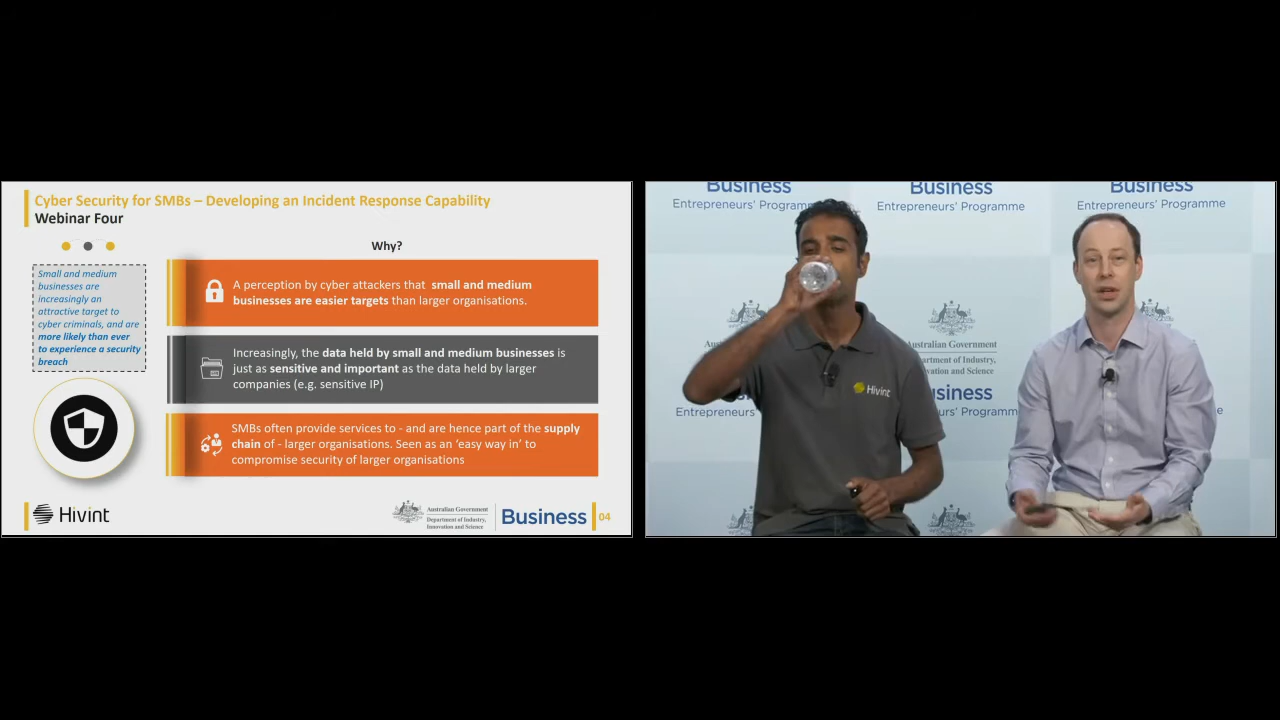 Cyber Security for SMBs – Developing an Incident Response Capability
Webinar Four
Why?
Small and medium
businesses are
increasingly an
attractive target to
cyber criminals, and are
more likely than ever
to experience a security
breach
A perception by cyber attackers that small and medium
businesses are easier targets than larger organisations.
Increasingly, the data held by small and medium businesses is
just as sensitive and important as the data held by larger
companies (e.g. sensitive IP)
SMBs often provide services to - and are hence part of the supply
chain of - larger organisations. Seen as an ‘easy way in’ to
compromise security of larger organisations
Hivint
Australian Government
Department of Industry,
Innovation and Science
Business
04
Business
Entrepreneurs' Programme
Business
Entrepreneurs' Programme
Business
Entrepreneurs' Programme
Australian Government
Department of Industry,
Innovation and Science
Business
Entrepreneurs' Programme
Hivint